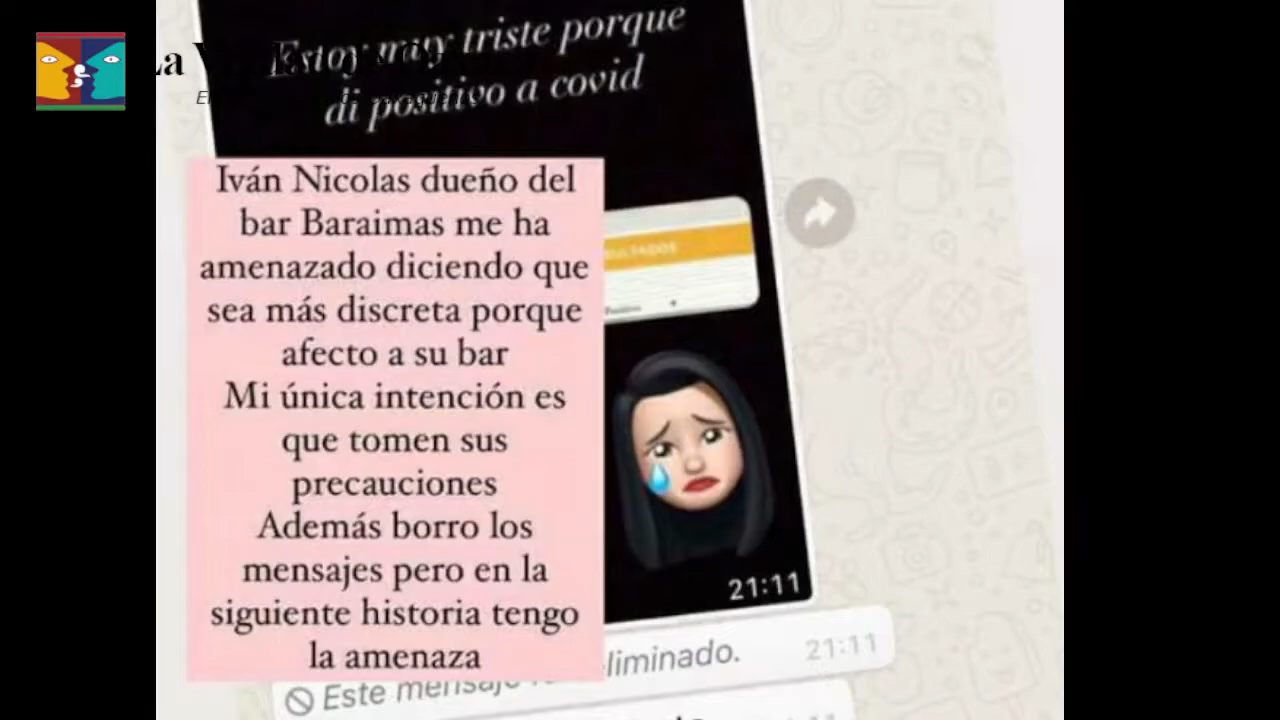 La
Estoy muy triste porque
di positivo a covid
Iván Nicolas dueño del
bar Baraimas me ha
amenazado diciendo que
sea más discreta porque
afecto a su bar
Mi única intención es
que tomen sus
precauciones
Además borro los
mensajes pero en la
siguiente historia tengo
la amenaza
21:11
Este mensaje eliminado.
21:11